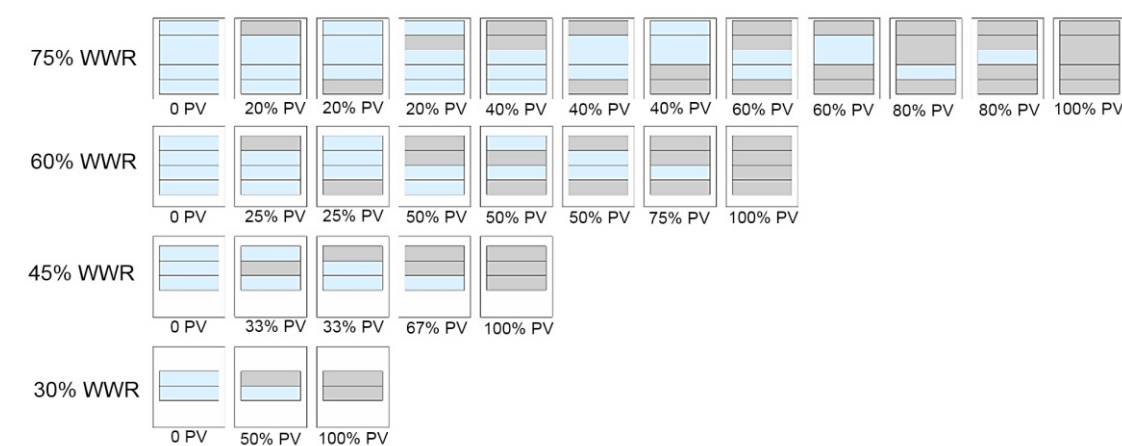 75% WWR
0 PV 20% PV 20% PV 20% PV 40% PV 40% PV 40% PV 60% PV 60% PV 80% PV 80% PV 100% PV
60% WWR
0 PV 25% PV 25% PV 50% PV 50% PV 50% PV 75% PV 100% PV
45% WWR
0 PV 33% PV 33% PV 67% PV 100% PV
30% WWR
0 PV 50% PV 100% PV